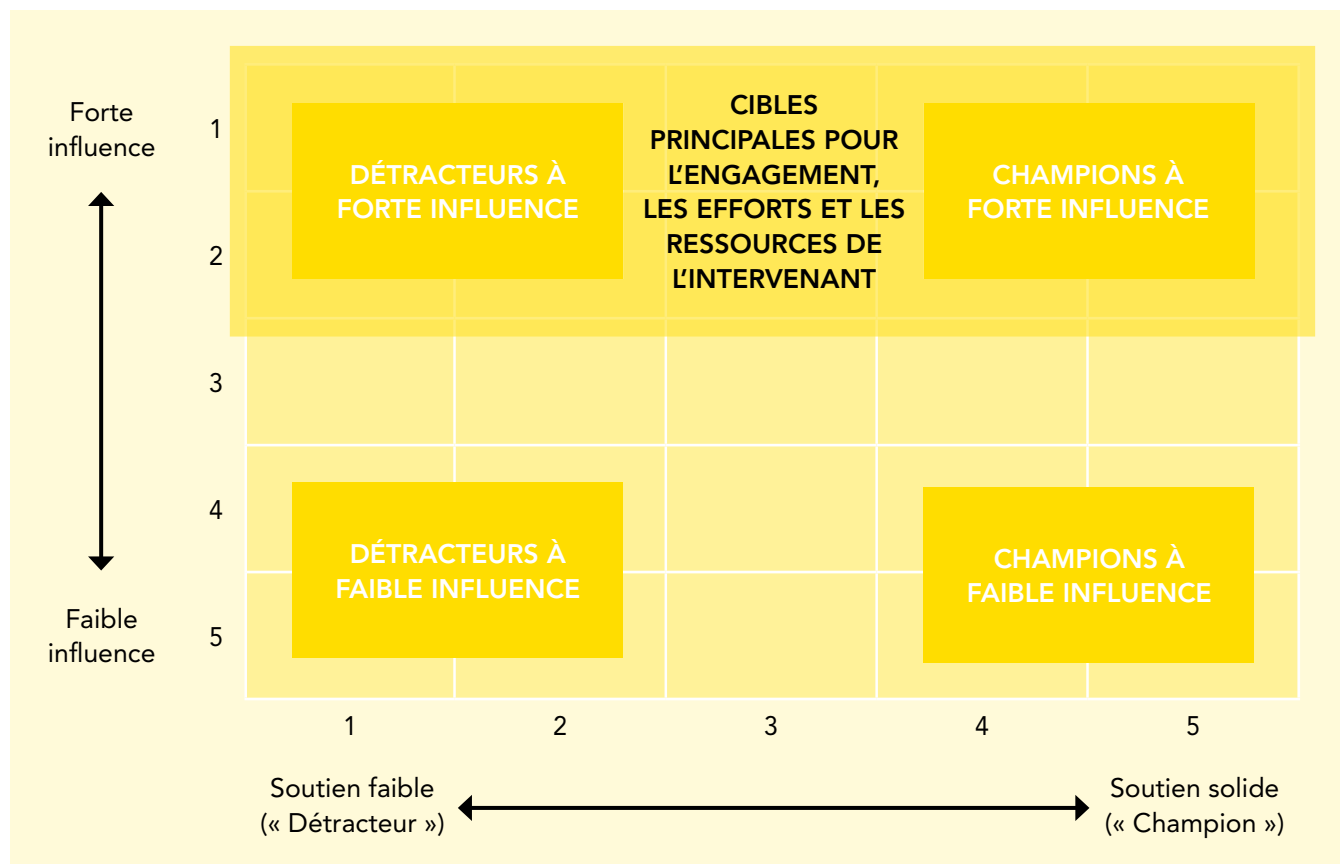 Forte
influence
1
2
3
4
5
Faible
influence
DÉTRACTEURS À
FORTE INFLUENCE
CIBLES
PRINCIPALES POUR
L’ENGAGEMENT,
LES EFFORTS ET LES
RESSOURCES DE
L’INTERVENANT
CHAMPIONS À
FORTE INFLUENCE
DÉTRACTEURS À
FAIBLE INFLUENCE
CHAMPIONS À
FAIBLE INFLUENCE
1 2 3 4 5
Soutien faible
(« Détracteur »)
Soutien solide
(« Champion »)